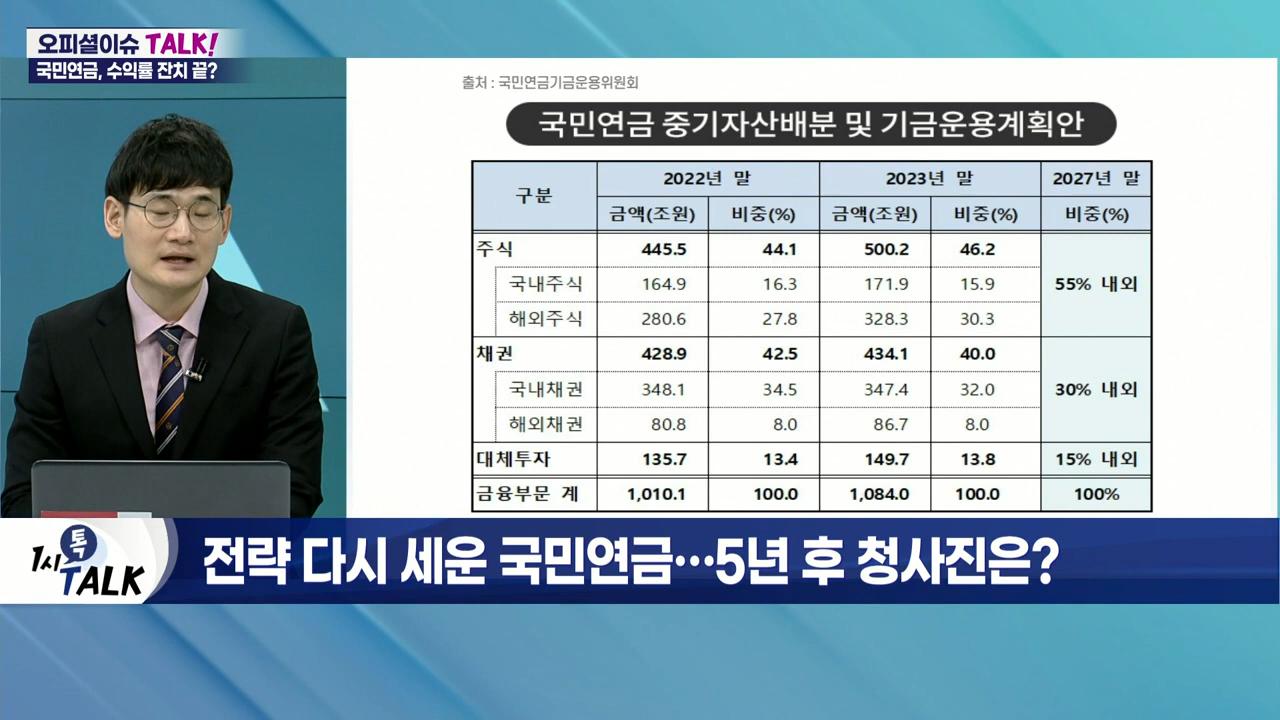 오피셜이슈 TALK!
국민연금, 수익률 잔치 끝?
출처 : 국민연금기금운용위원회
국민연금 중기자산배분 및 기금운용계획안
구분 2022년 말 2023년 말 2027년 말
금액(조원) 비중(%) 금액(조원) 비중(%) 비중(%)
주식 445.5 44.1 500.2 46.2 55% 내외
국내주식 164.9 16.3 171.9 15.9
해외주식 280.6 27.8 328.3 30.3
채권 428.9 42.5 434.1 40.0 30% 내외
국내채권 348.1 34.5 347.4 32.0
해외채권 80.8 8.0 86.7 8.0
대체투자 135.7 13.4 149.7 13.8 15% 내외
금융부문 계 1,010.1 100.0 1,084.0 100.0 100%
1시 톡 TALK
전략 다시 세운 국민연금…5년 후 청사진은?